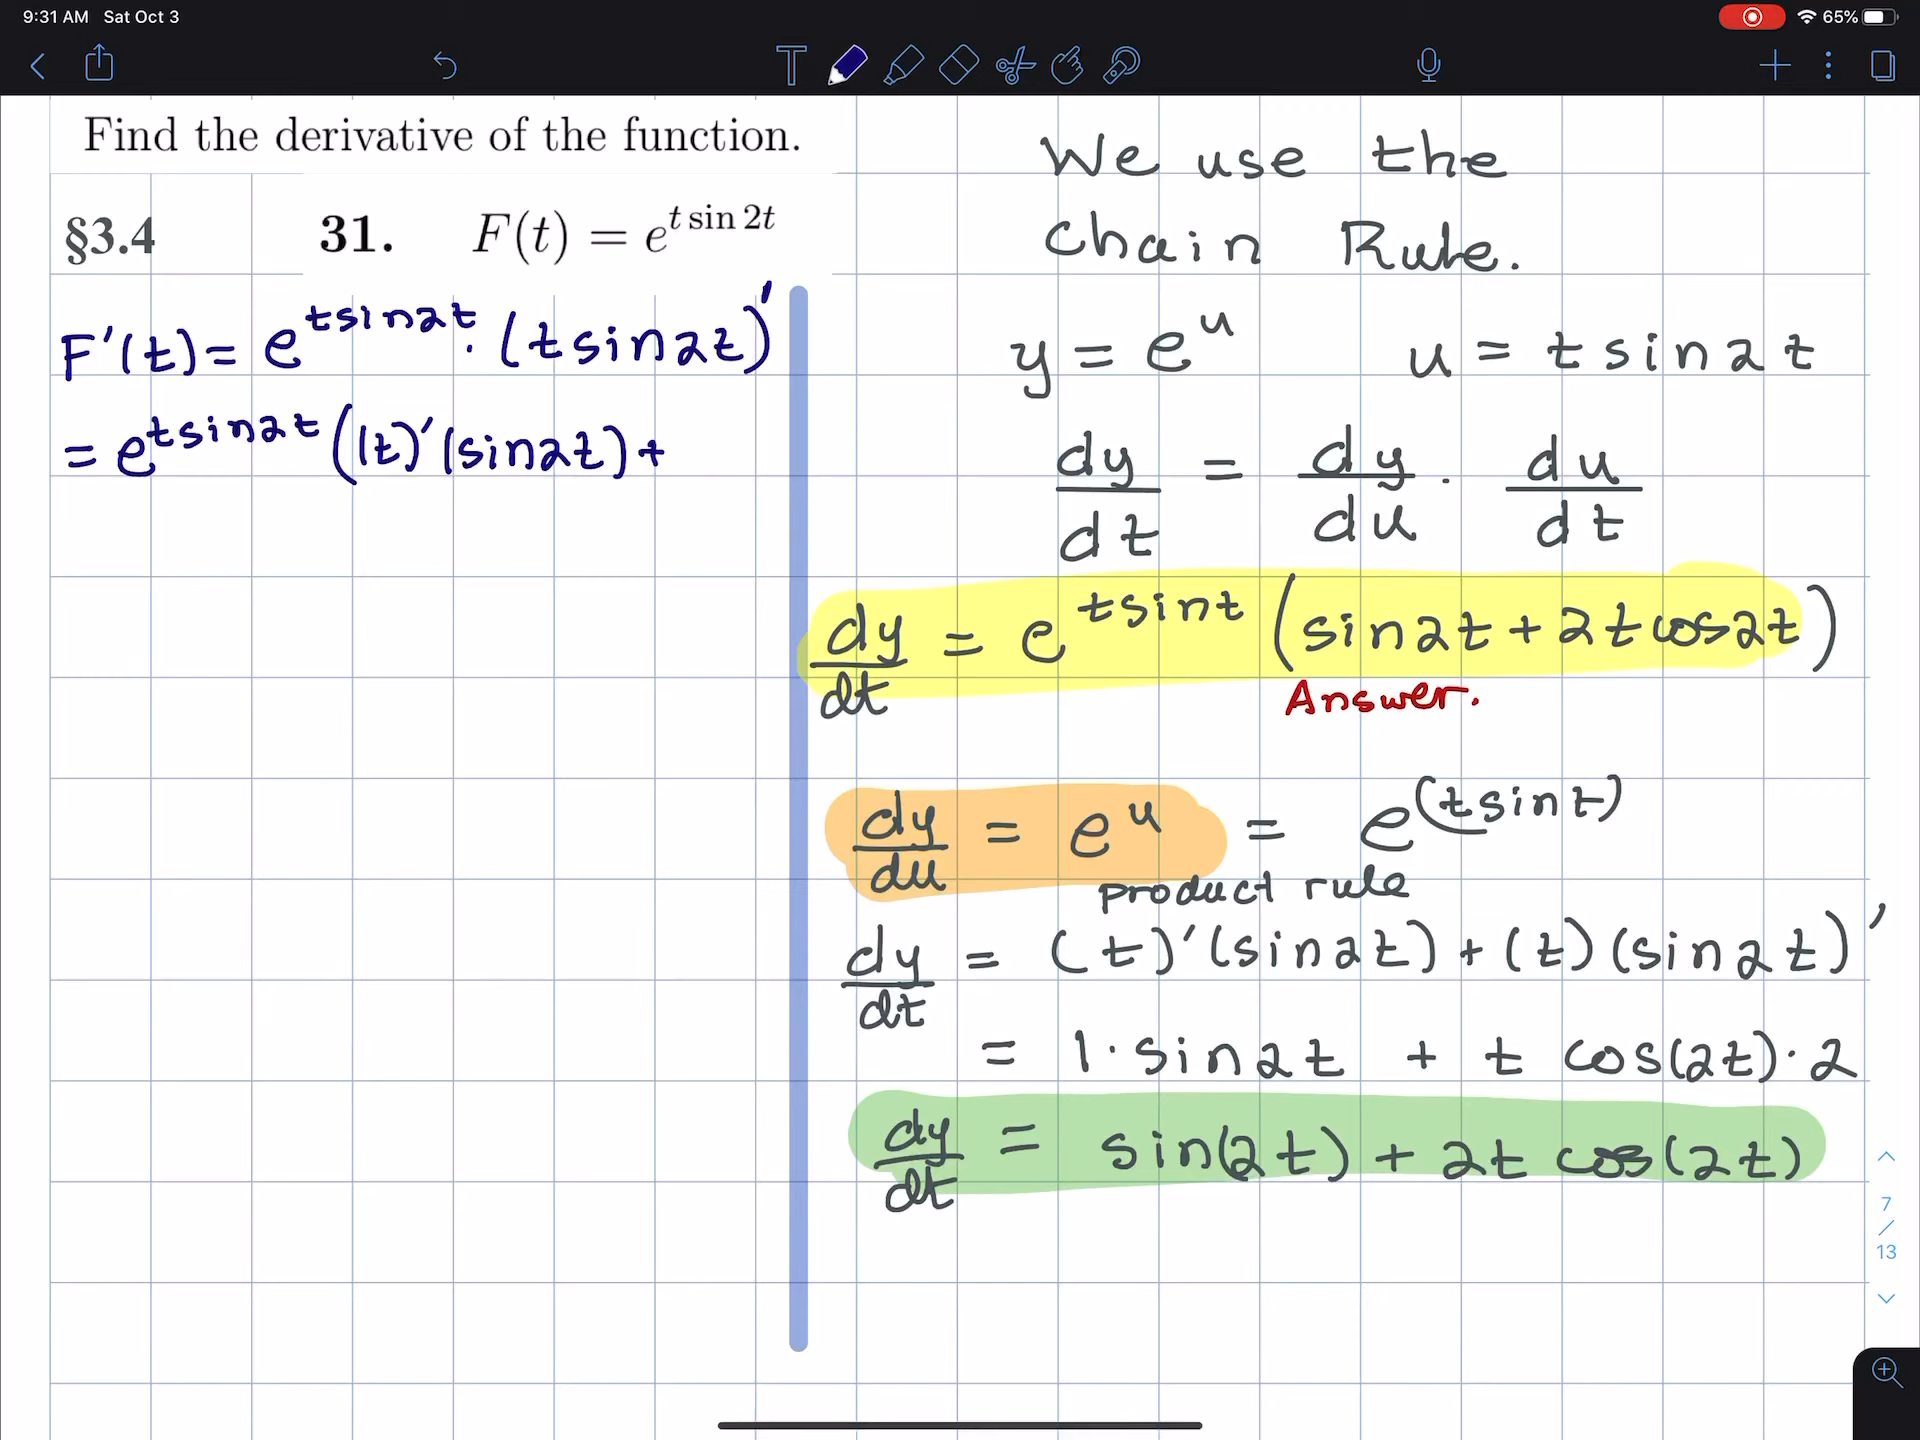 9:31 AM Sat Oct 3
65%
Find the derivative of the function.
§3.4 31. F(t) = e^{t sin 2t}
F'(t) = e^{tsin2t} · (tsin2t)'
= e^{tsin2t} ((t)'(sin2t) +
We use the
Chain Rule.
y = e^u u = tsin2t
dy/dt = dy/du · du/dt
dy/dt = e^{tsint} (sin2t + 2tcos2t)
Answer.
dy/du = e^u = e^{(tsint)}
product rule
dy/dt = (t)'(sin2t) + (t)(sin2t)'
= 1·sin2t + t cos(2t)·2
dy/dt = sin(2t) + 2t cos(2t)
7
/
13